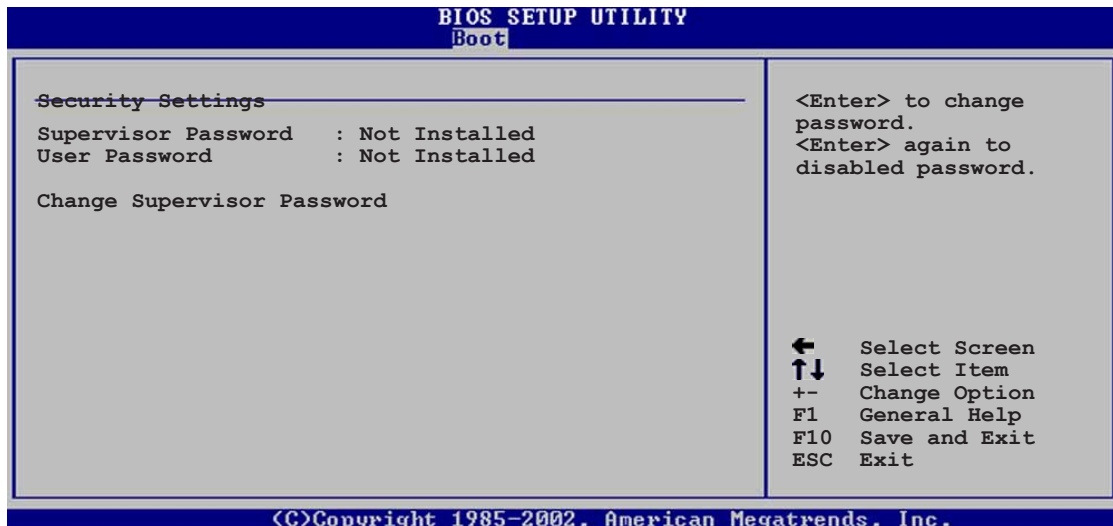 BIOS SETUP UTILITY
Boot
Security Settings
Supervisor Password : Not Installed
User Password : Not Installed
Change Supervisor Password
<Enter> to change
password.
<Enter> again to
disabled password.
← Select Screen
↑↓ Select Item
+- Change Option
F1 General Help
F10 Save and Exit
ESC Exit
(C)Copyright 1985-2002, American Megatrends, Inc.